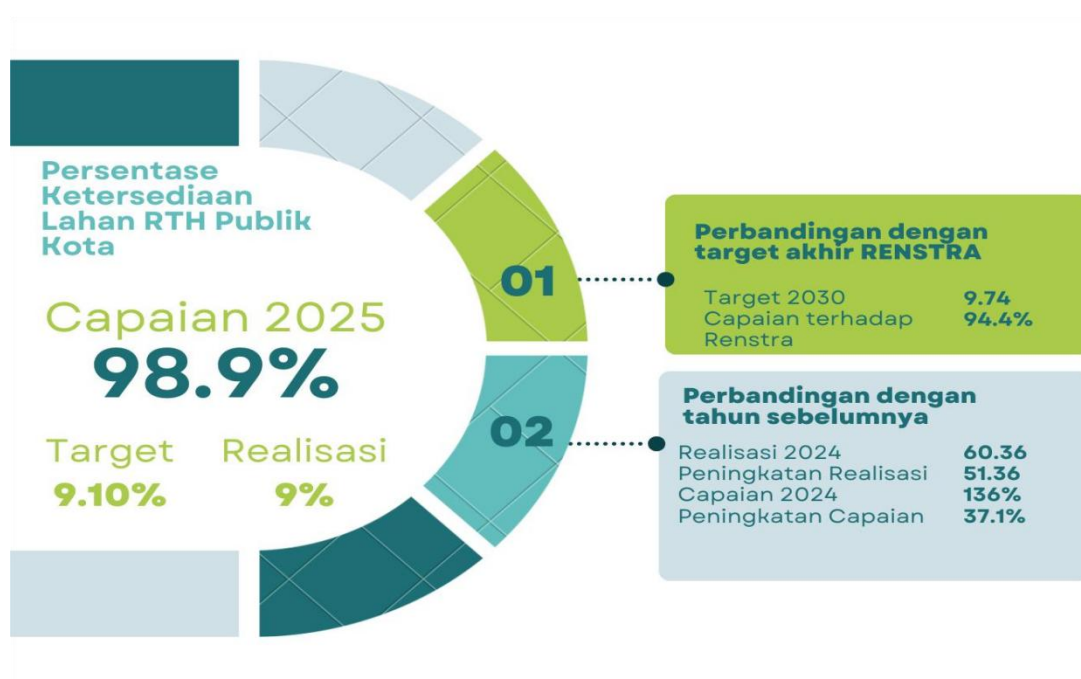 Persentase
Ketersediaan
Lahan RTH Publik
Kota
Capaian 2025
98.9%
Target Realisasi
9.10% 9%
01
Perbandingan dengan
target akhir RENSTRA
Target 2030 9.74
Capaian terhadap 94.4%
Renstra
02
Perbandingan dengan
tahun sebelumnya
Realisasi 2024 60.36
Peningkatan Realisasi 51.36
Capaian 2024 136%
Peningkatan Capaian 37.1%